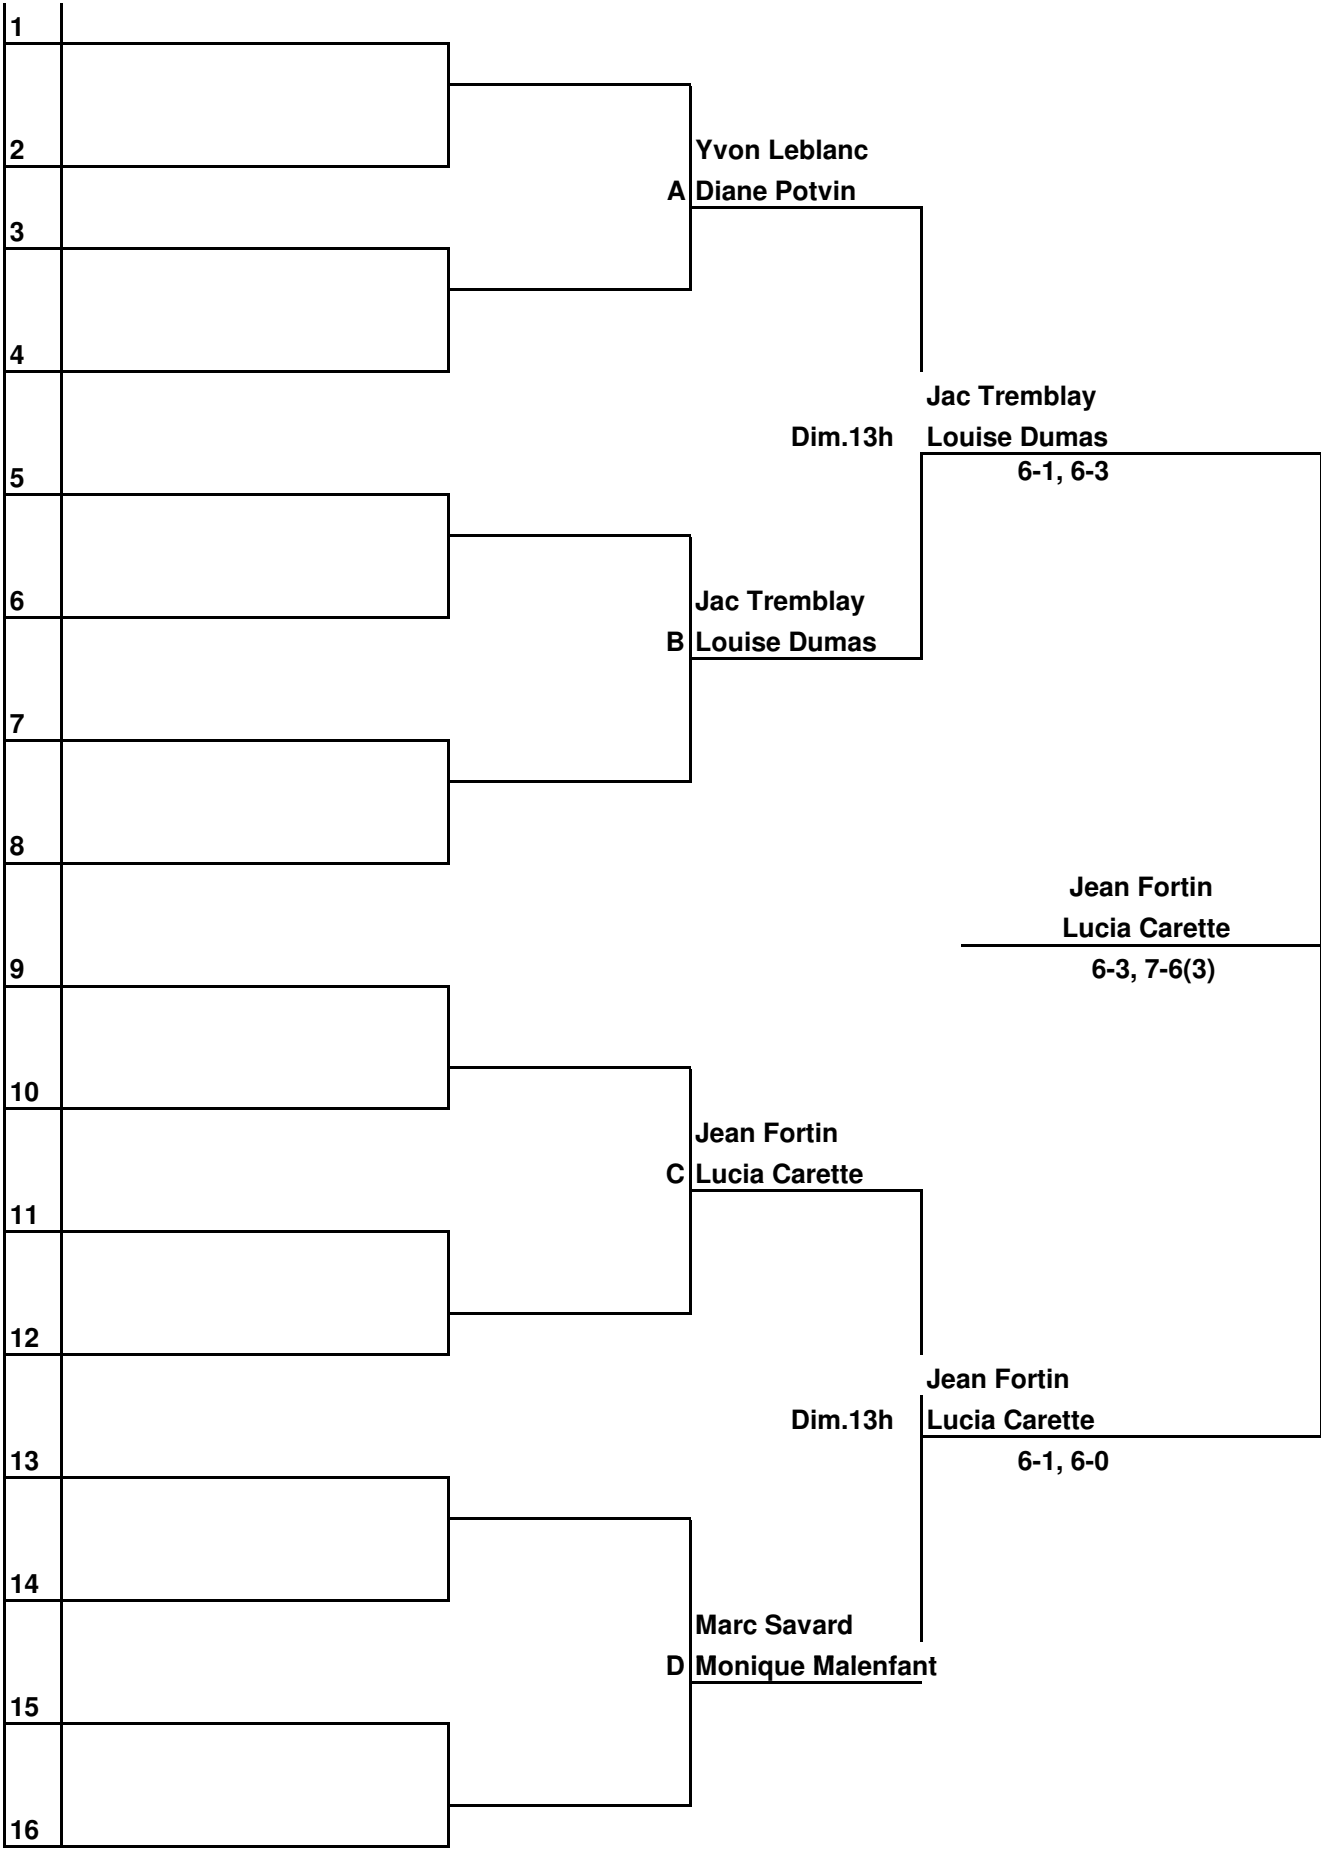 1
2
Yvon Leblanc
A Diane Potvin
3
4
Jac Tremblay
Dim.13h Louise Dumas
6-1, 6-3
5
6
Jac Tremblay
B Louise Dumas
7
8
Jean Fortin
Lucia Carette
6-3, 7-6(3)
9
10
Jean Fortin
C Lucia Carette
11
12
Jean Fortin
Dim.13h Lucia Carette
6-1, 6-0
13
14
Marc Savard
D Monique Malenfant
15
16